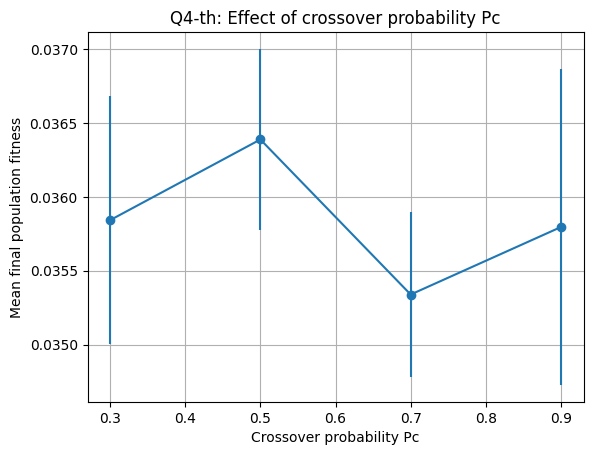 Q4-th: Effect of crossover probability Pc
Mean final population fitness
0.0370
0.0365
0.0360
0.0355
0.0350
0.3 0.4 0.5 0.6 0.7 0.8 0.9
Crossover probability Pc